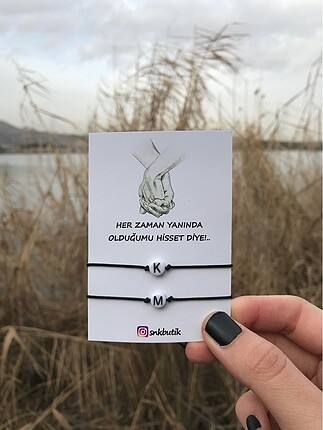 HER ZAMAN YANINDA
OLDUĞUMU HİSSET DİYE!..
K
M
snkbutik